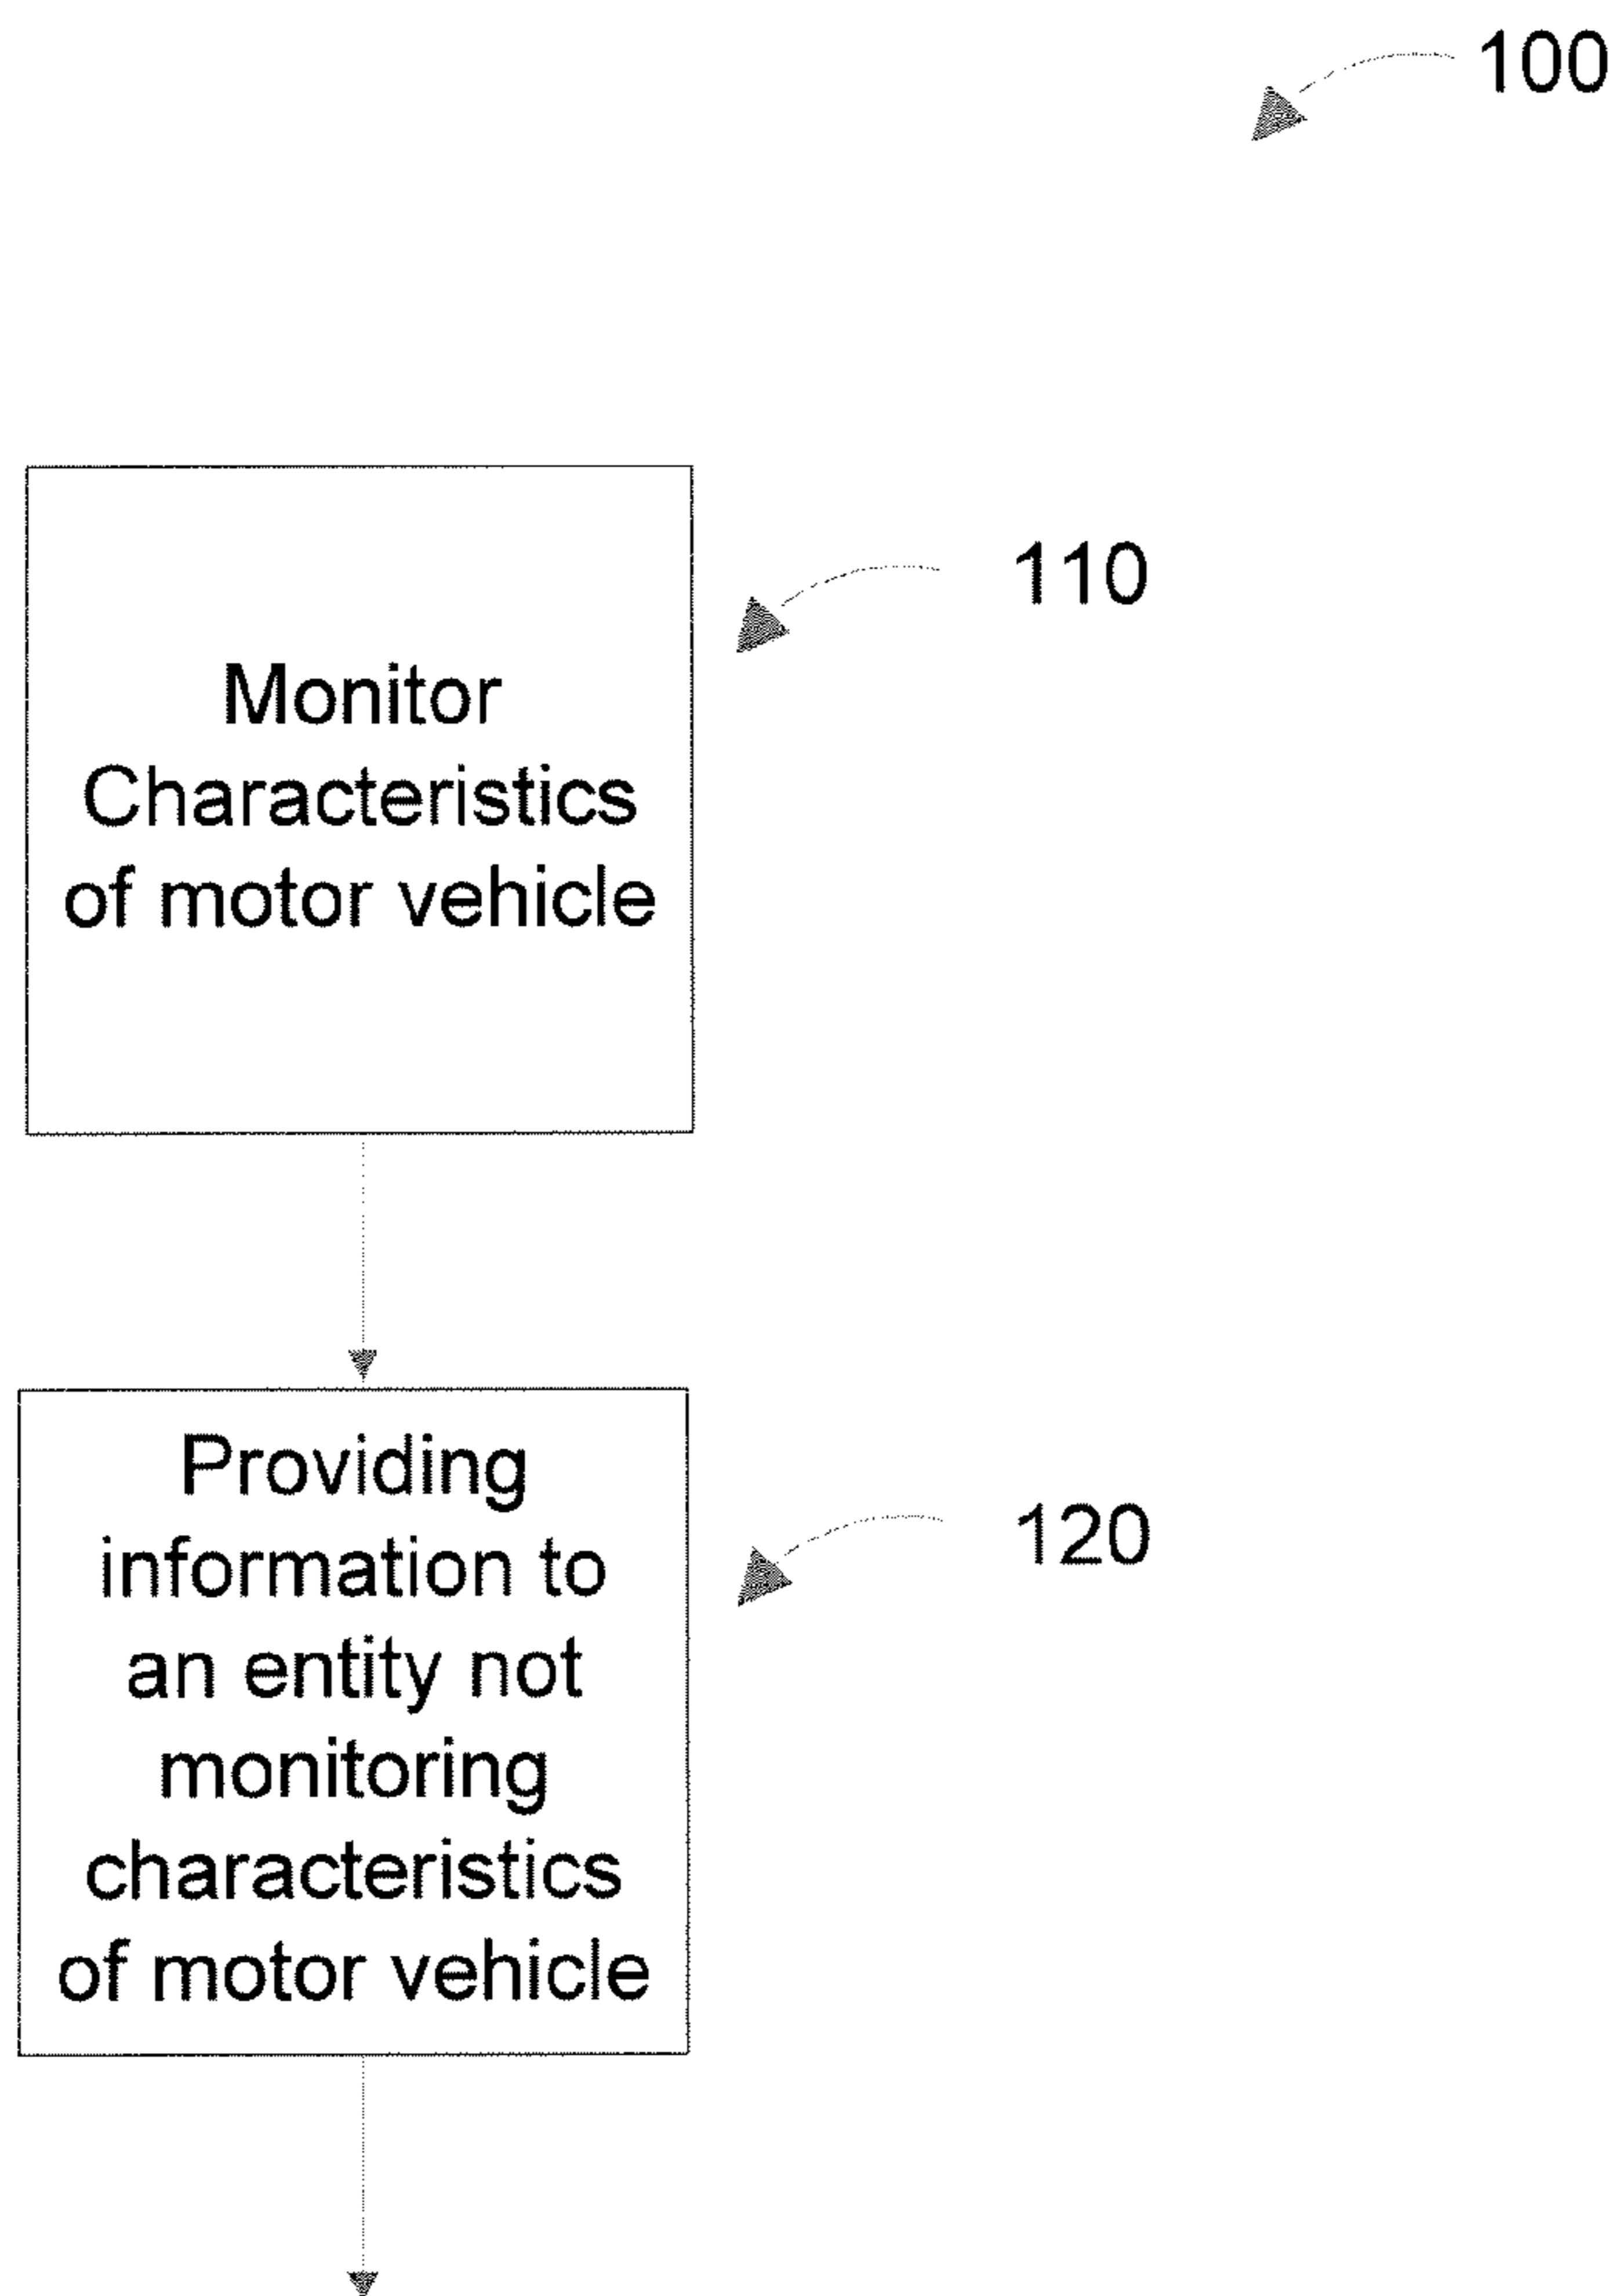 100
110
Monitor
Characteristics
of motor vehicle
Providing
information to
120
an entity not
monitoring
characteristics
of motor vehicle